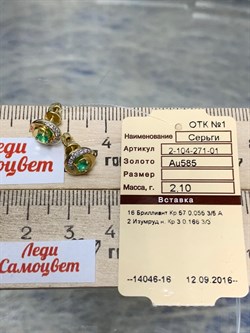 ОТК №1
Наименование Серьги
Артикул 2-104-271-01
Золото Au585
Размер
Масса, г. 2,10
Вставка
16 Бриллиант Кр 57 0,055 3/5 А
2 Изумруд н. Кр 3 0,166 3/3
14046-16 12.09.2016
Леди
Самоцвет
Леди
Самоцвет